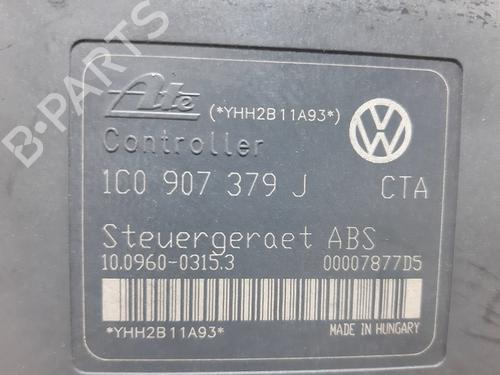 Ate (*YHH2B11A93*)
Controller
1C0 907 379 J CTA
Steuergeraet ABS
10.0960-0315.3 00007877D5
*YHH2B11A93* MADE IN HUNGARY
B-PARTS